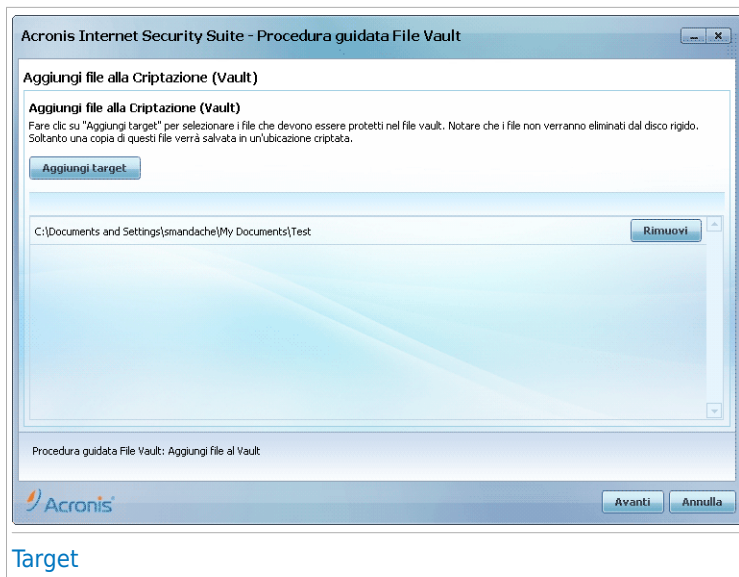 Acronis Internet Security Suite - Procedura guidata File Vault
Aggiungi file alla Criptazione (Vault)
Aggiungi file alla Criptazione (Vault)
Fare clic su "Aggiungi target" per selezionare i file che devono essere protetti nel file vault. Notare che i file non verranno eliminati dal disco rigido.
Soltanto una copia di questi file verrà salvata in un'ubicazione criptata.
Aggiungi target
C:\Documents and Settings\smandache\My Documents\Test
Rimuovi
Procedura guidata File Vault: Aggiungi file al Vault
Acronis
Avanti
Annulla
Target